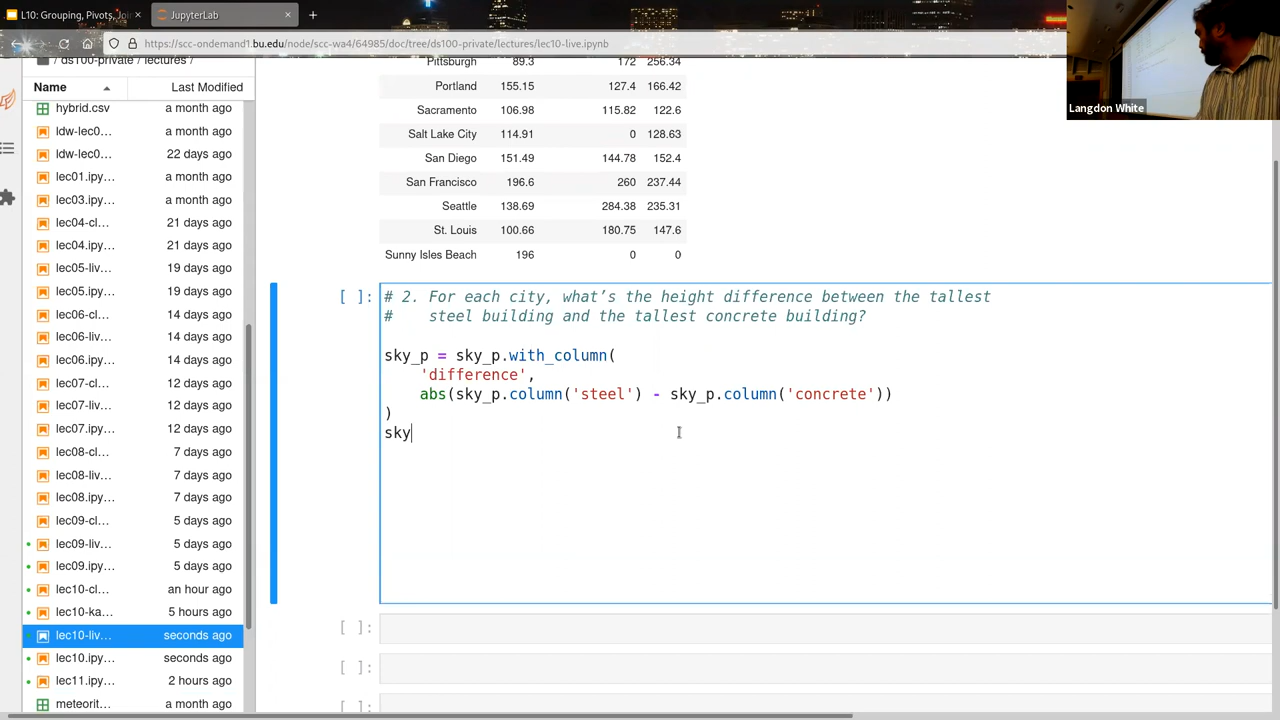 L10: Grouping, Pivots, Joi
JupyterLab
https://scc-ondemand1.bu.edu/node/scc-wa4/64985/doc/tree/ds100-private/lectures/lec10-live.ipynb
Langdon White
/ ds100-private / lectures /
Name Last Modified
hybrid.csv a month ago
ldw-lec0... a month ago
ldw-lec0... 22 days ago
lec01.ipy... a month ago
lec03.ipy... a month ago
lec04-cl... 21 days ago
lec04.ipy... 21 days ago
lec05-liv... 19 days ago
lec05.ipy... 19 days ago
lec06-cl... 14 days ago
lec06-liv... 14 days ago
lec06.ipy... 14 days ago
lec07-cl... 12 days ago
lec07-liv... 12 days ago
lec07.ipy... 12 days ago
lec08-cl... 7 days ago
lec08-liv... 7 days ago
lec08.ipy... 7 days ago
lec09-cl... 5 days ago
lec09-liv... 5 days ago
lec09.ipy... 5 days ago
lec10-cl... an hour ago
lec10-ka... 5 hours ago
lec10-liv... seconds ago
lec10.ipy... seconds ago
lec11.ipy... 2 hours ago
meteorit... a month ago
Pittsburgh 89.3 172 256.34
Portland 155.15 127.4 166.42
Sacramento 106.98 115.82 122.6
Salt Lake City 114.91 0 128.63
San Diego 151.49 144.78 152.4
San Francisco 196.6 260 237.44
Seattle 138.69 284.38 235.31
St. Louis 100.66 180.75 147.6
Sunny Isles Beach 196 0 0
[ ]: # 2. For each city, what’s the height difference between the tallest
#    steel building and the tallest concrete building?
sky_p = sky_p.with_column(
'difference',
abs(sky_p.column('steel') - sky_p.column('concrete'))
)
sky
[ ]:
[ ]:
[ ]: